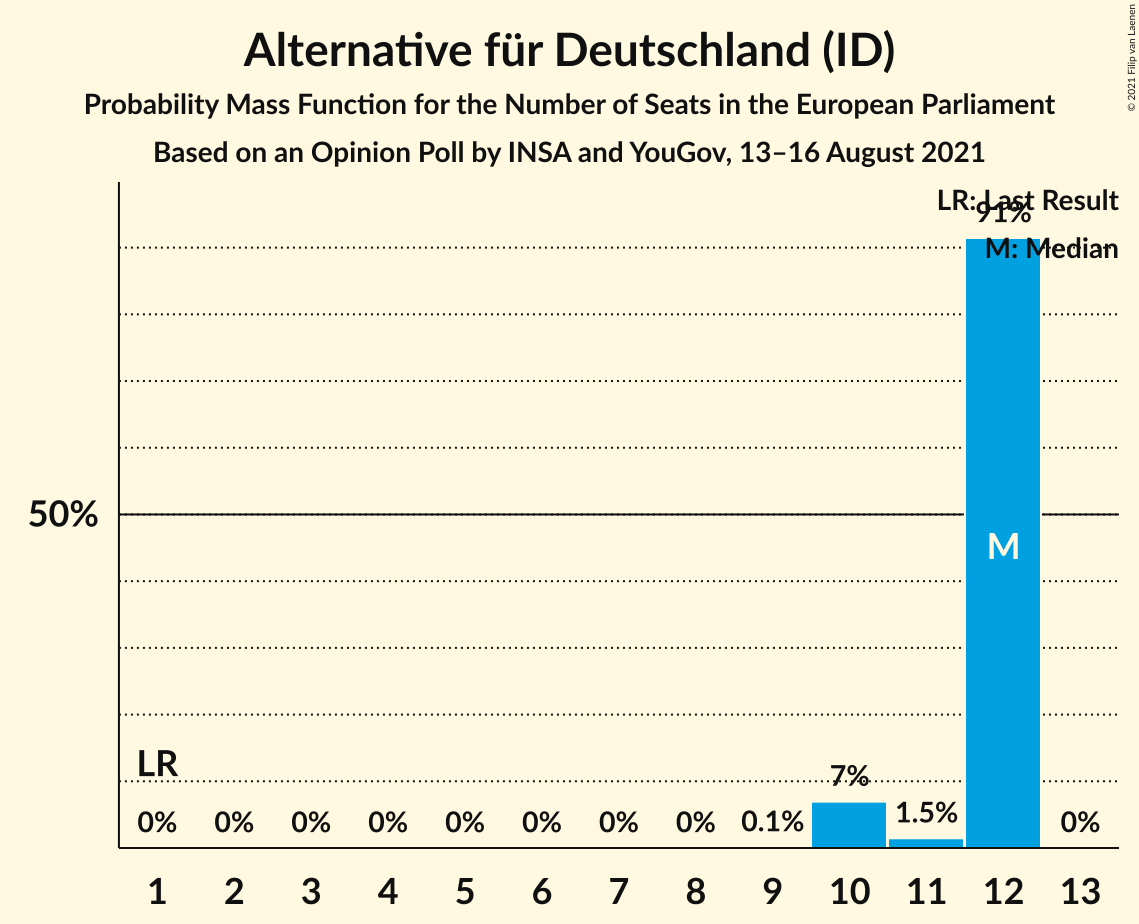 Alternative für Deutschland (ID)
Probability Mass Function for the Number of Seats in the European Parliament
Based on an Opinion Poll by INSA and YouGov, 13–16 August 2021
© 2021 Filip van Laenen
LR: Last Result
91%
M: Median
50%
M
LR
7%
0% 0% 0% 0% 0% 0% 0% 0% 0.1% 1.5% 0%
1 2 3 4 5 6 7 8 9 10 11 12 13